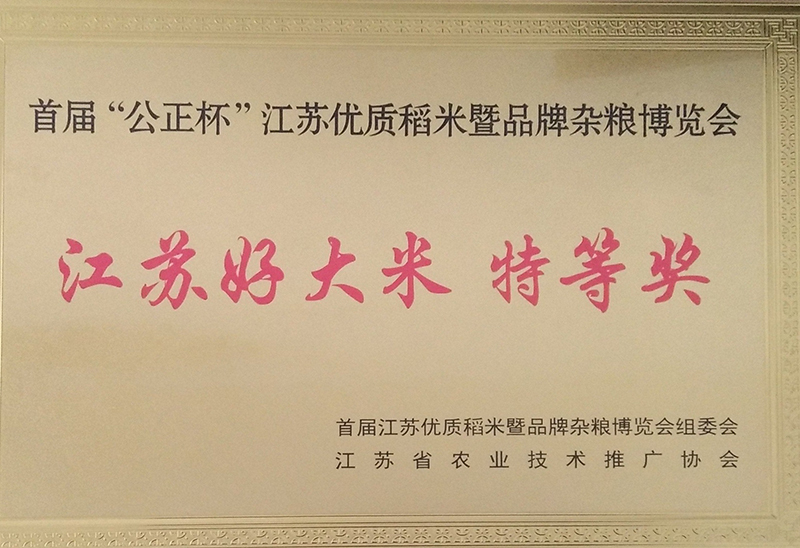 首届“公正杯”江苏优质稻米暨品牌杂粮博览会
江苏好大米 特等奖
首届江苏优质稻米暨品牌杂粮博览会组委会
江苏省农业技术推广协会